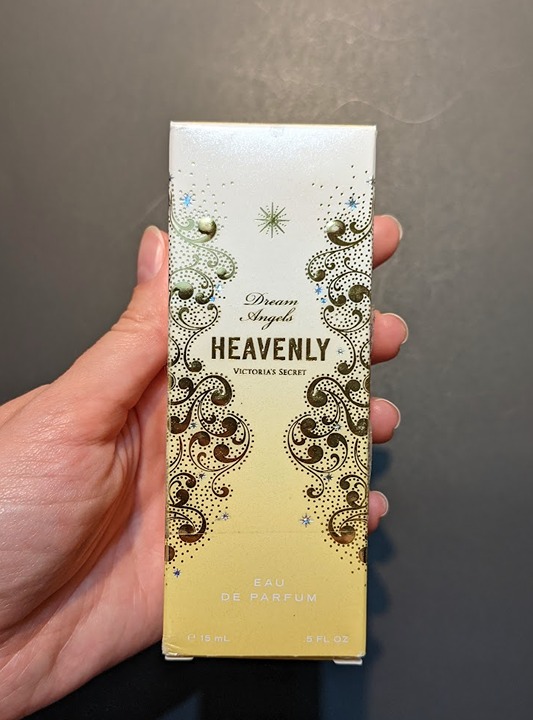 Dream
Angels
HEAVENLY
VICTORIA'S SECRET
EAU
DE PARFUM
℮ 15 mL .5 FL OZ